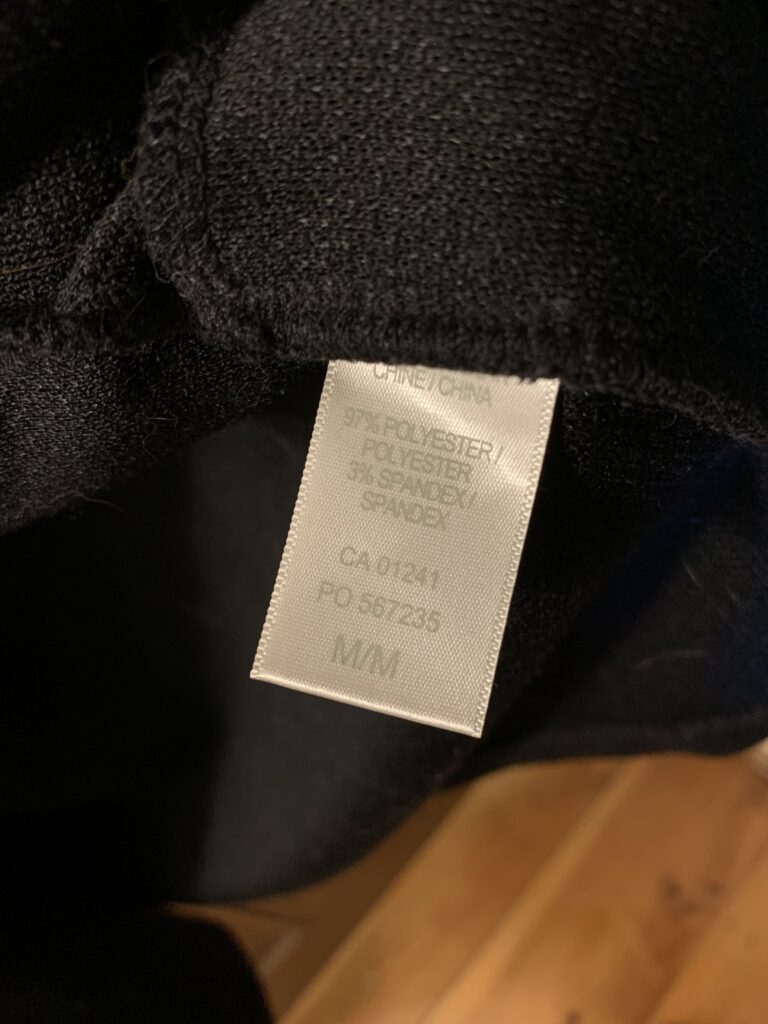 CHINE / CHINA
97% POLYESTER /
POLYESTER
3% SPANDEX /
SPANDEX
CA 01241
PO 567235
M/M